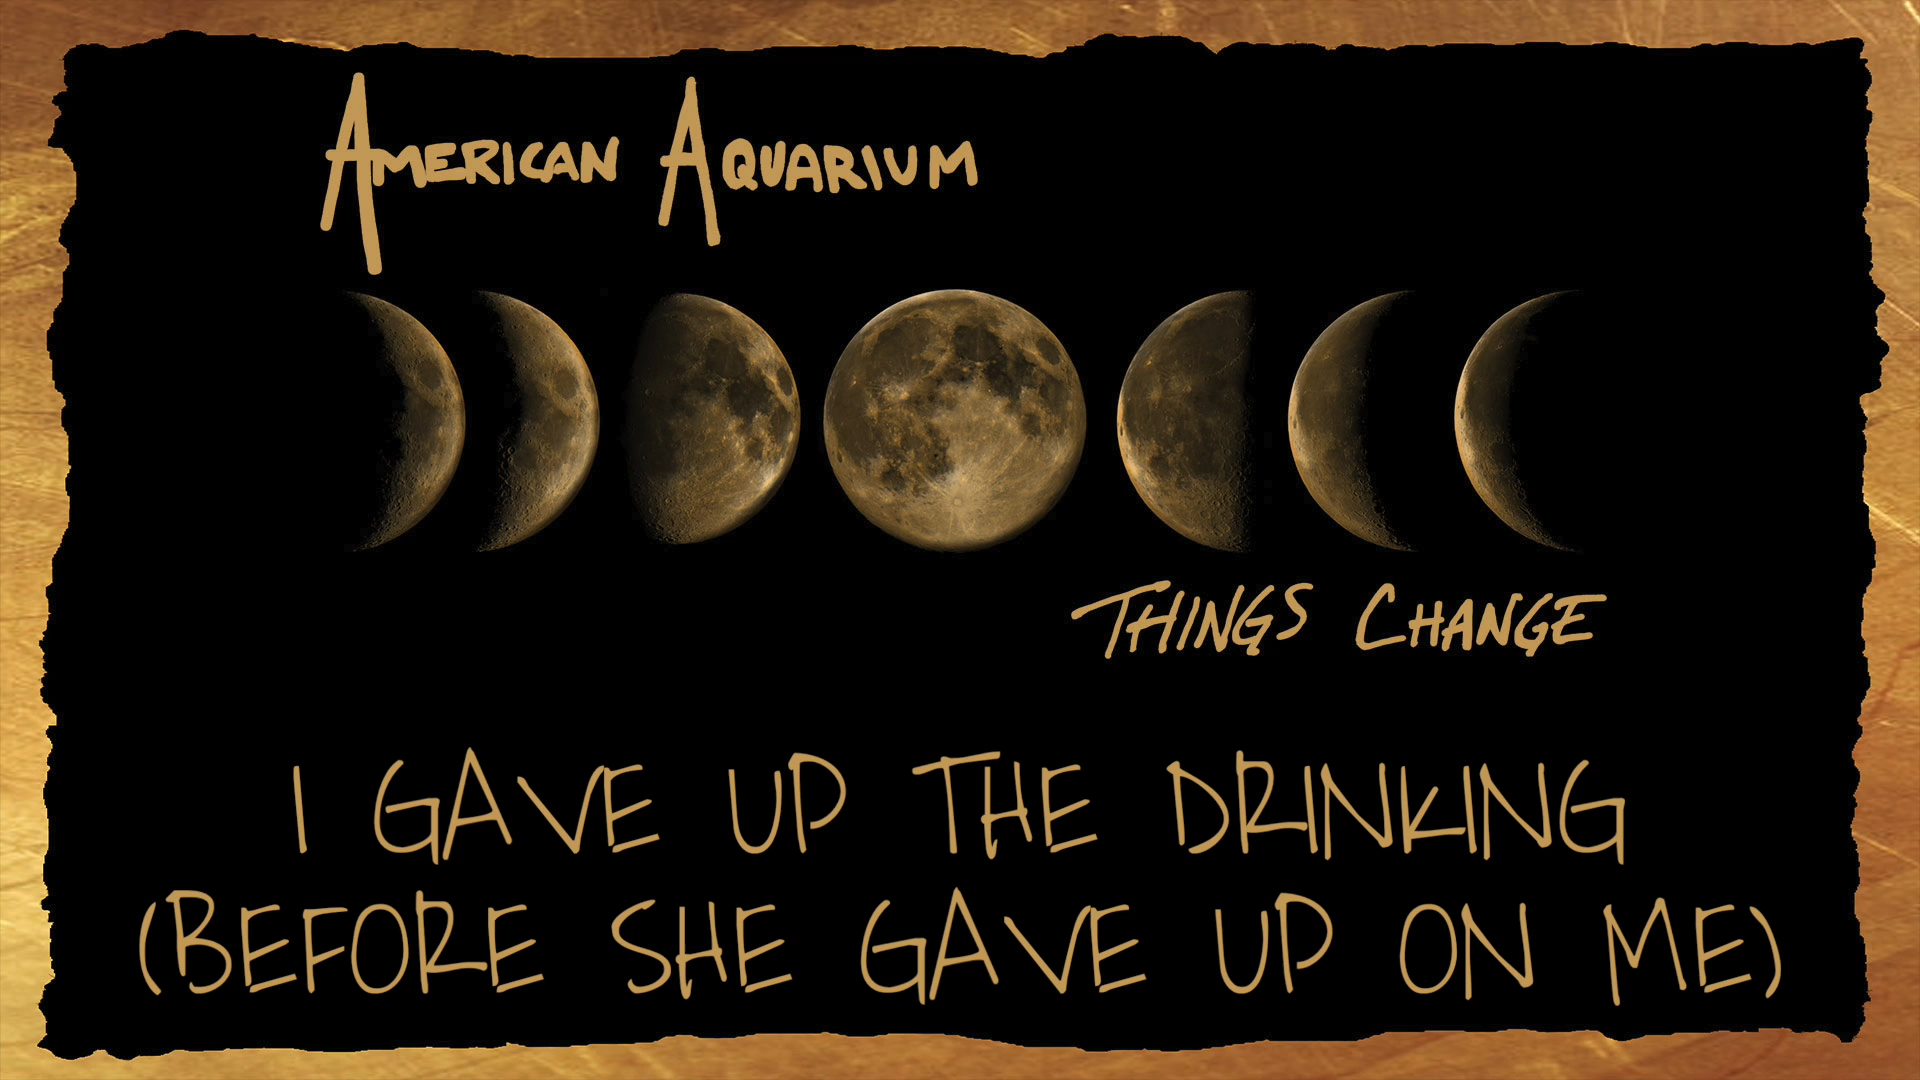 American Aquarium
Things Change
I GAVE UP THE DRINKING
(BEFORE SHE GAVE UP ON ME)